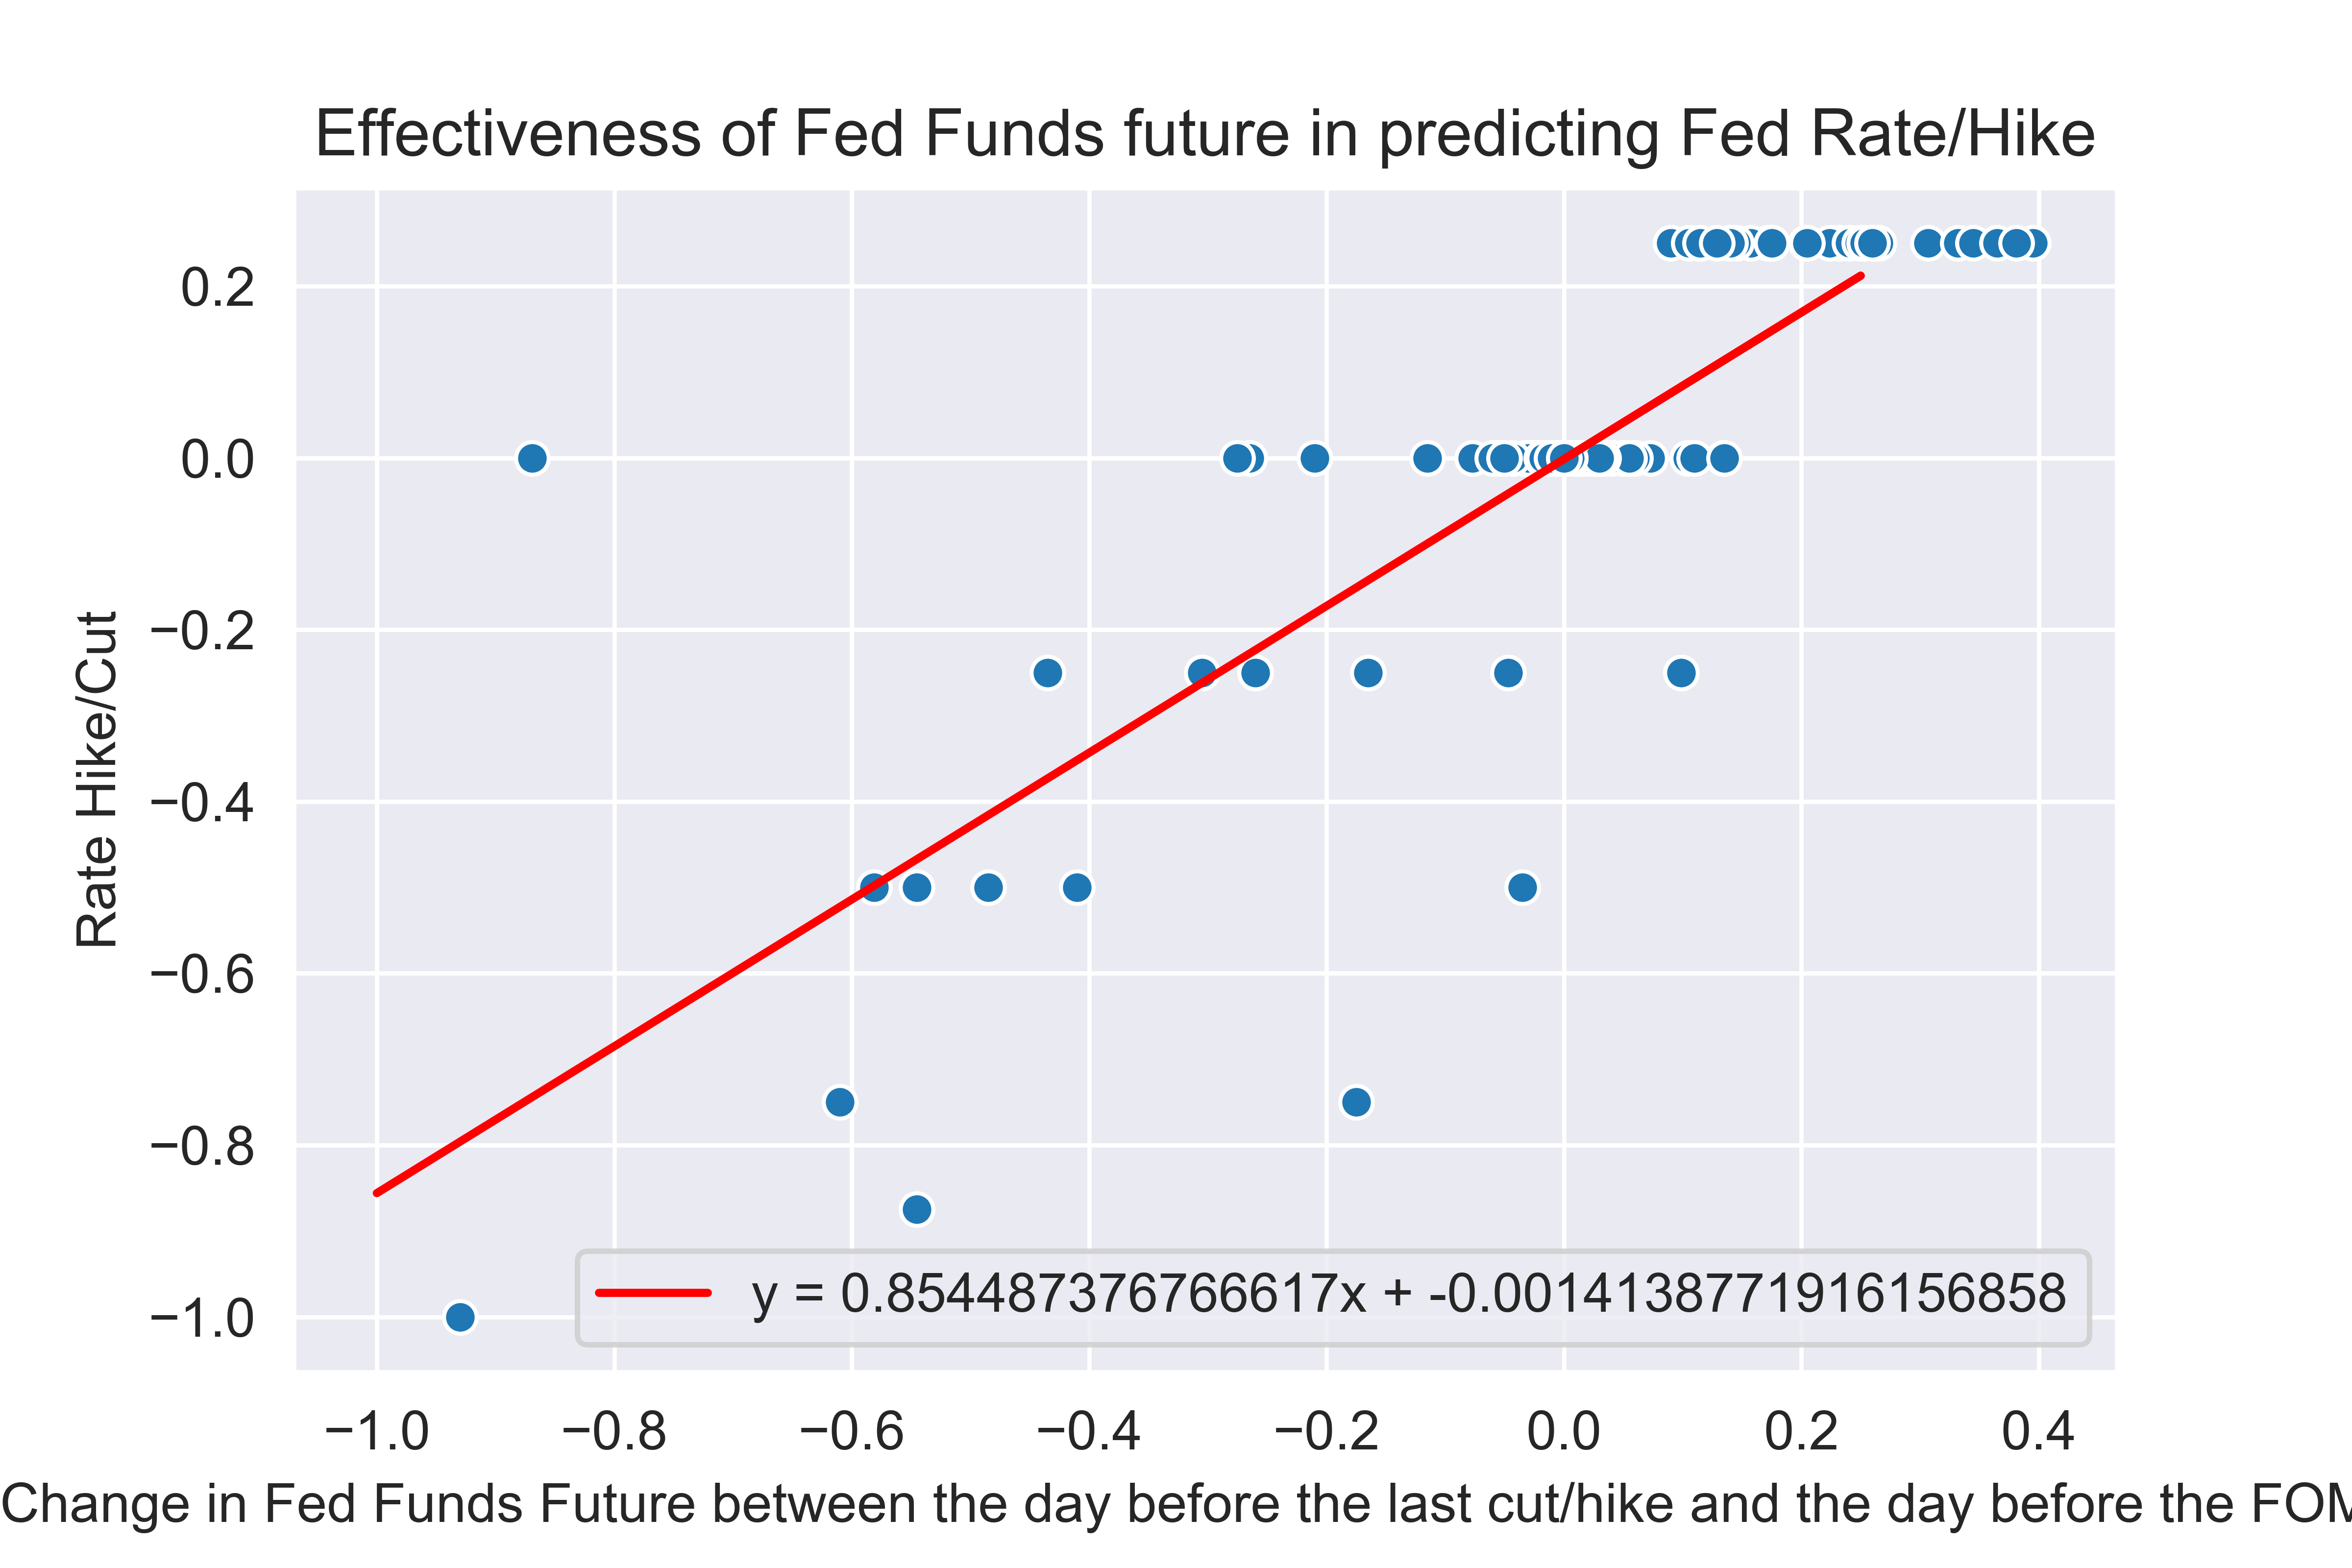 Effectiveness of Fed Funds future in predicting Fed Rate/Hike
Rate Hike/Cut
0.2
0.0
−0.2
−0.4
−0.6
−0.8
−1.0
y = 0.854487376766617x + -0.0014138771916156858
−1.0 −0.8 −0.6 −0.4 −0.2 0.0 0.2 0.4
Change in Fed Funds Future between the day before the last cut/hike and the day before the FOM